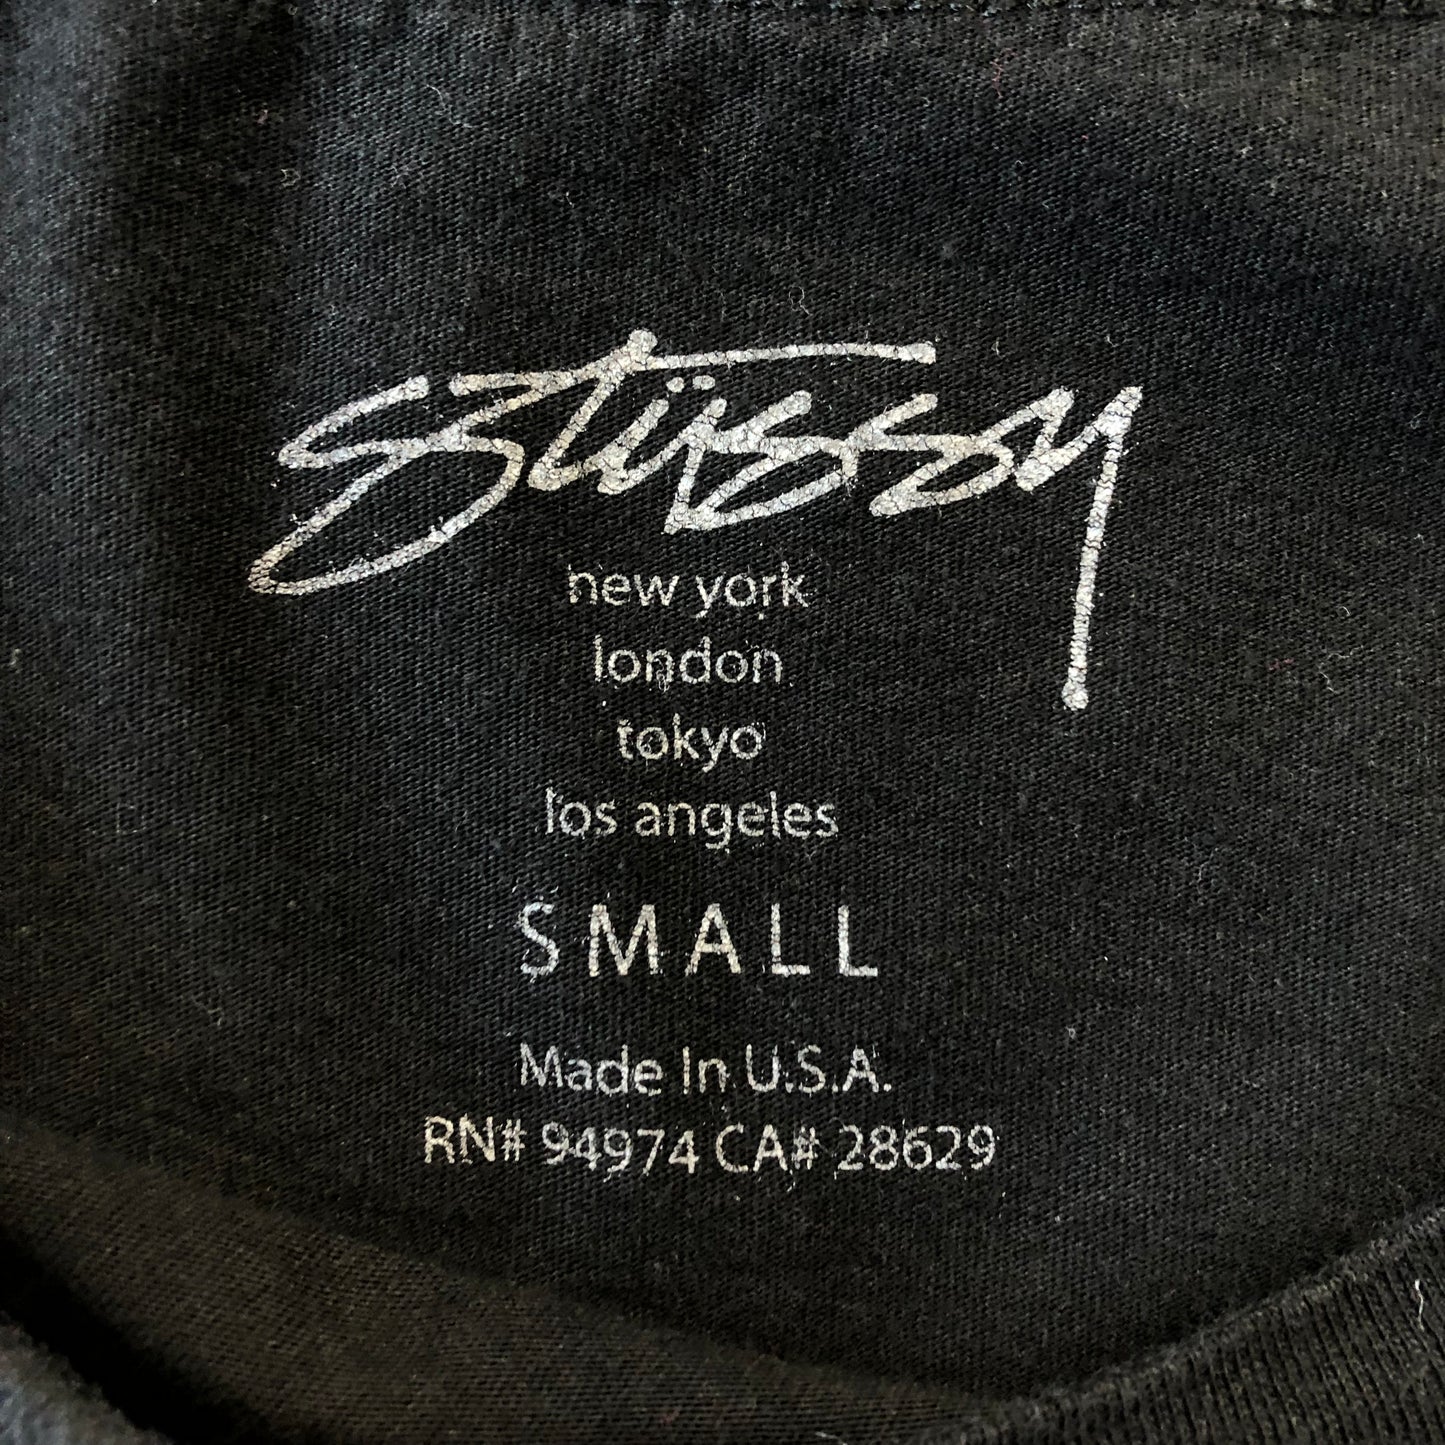 stüssy
new york
london
tokyo
los angeles
SMALL
Made In U.S.A.
RN# 94974 CA# 28629